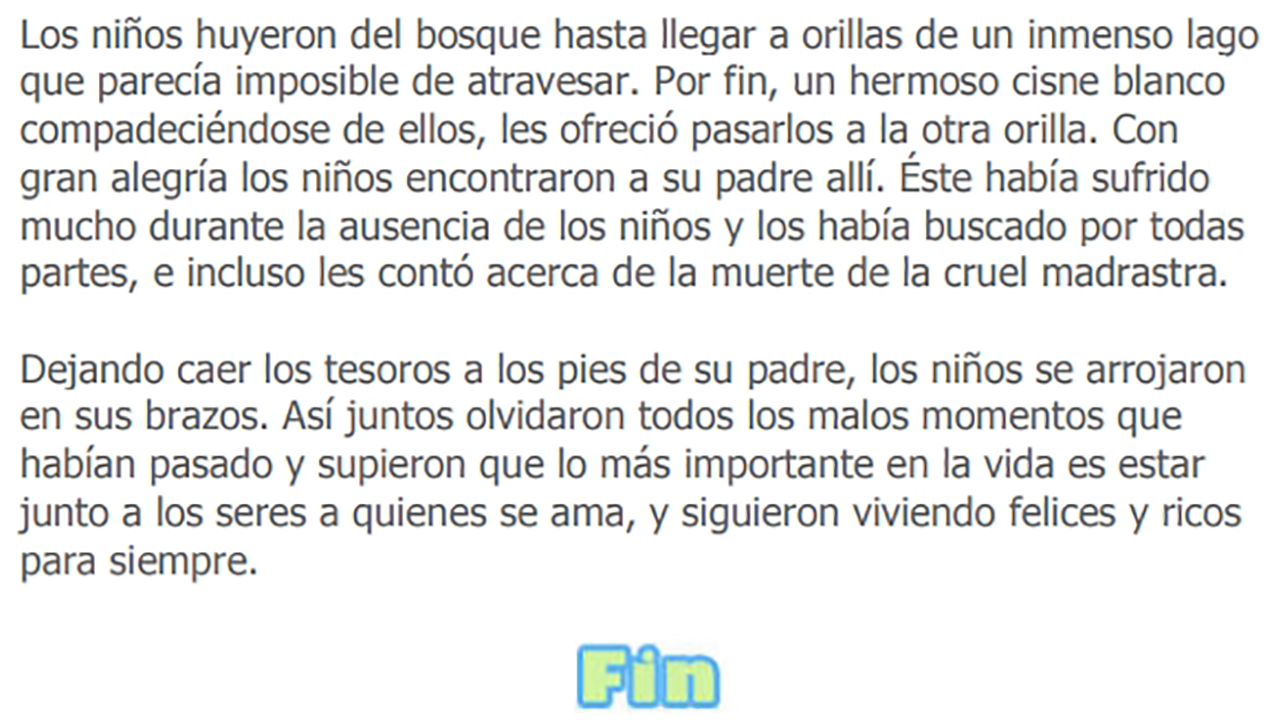 Los niños huyeron del bosque hasta llegar a orillas de un inmenso lago
que parecía imposible de atravesar. Por fin, un hermoso cisne blanco
compadeciéndose de ellos, les ofreció pasarlos a la otra orilla. Con
gran alegría los niños encontraron a su padre allí. Éste había sufrido
mucho durante la ausencia de los niños y los había buscado por todas
partes, e incluso les contó acerca de la muerte de la cruel madrastra.
Dejando caer los tesoros a los pies de su padre, los niños se arrojaron
en sus brazos. Así juntos olvidaron todos los malos momentos que
habían pasado y supieron que lo más importante en la vida es estar
junto a los seres a quienes se ama, y siguieron viviendo felices y ricos
para siempre.
Fin